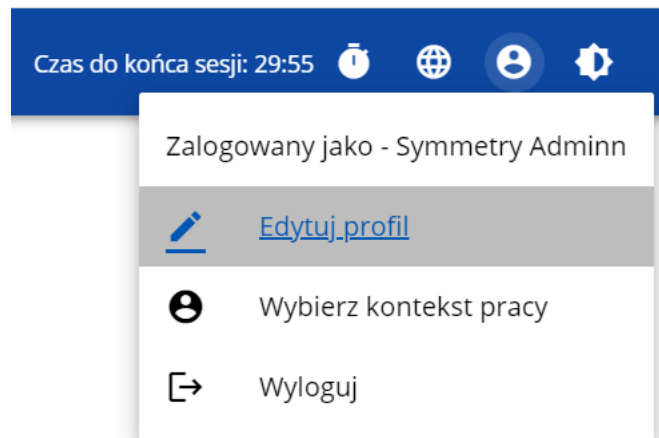 Czas do końca sesji: 29:55
Zalogowany jako - Symmetry Adminn
Edytuj profil
Wybierz kontekst pracy
Wyloguj